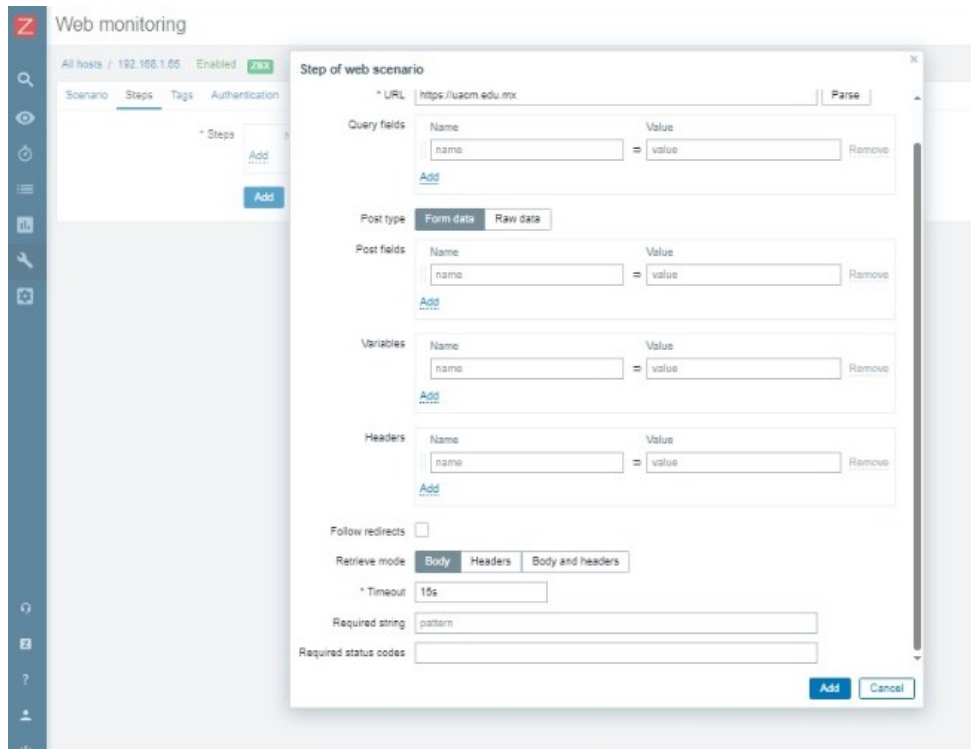 Z
Web monitoring
All hosts / 192.168.1.65 Enabled ZBX
Scenario Steps Tags Authentication
* Steps
Add
Add
Step of web scenario
* URL https://uacm.edu.mx Parse
Query fields Name Value
name ⇒ value Remove
Add
Post type Form data Raw data
Post fields Name Value
name ⇒ value Remove
Add
Variables Name Value
name ⇒ value Remove
Add
Headers Name Value
name ⇒ value Remove
Add
Follow redirects
Retrieve mode Body Headers Body and headers
* Timeout 15s
Required string pattern
Required status codes
Add Cancel
Z
?